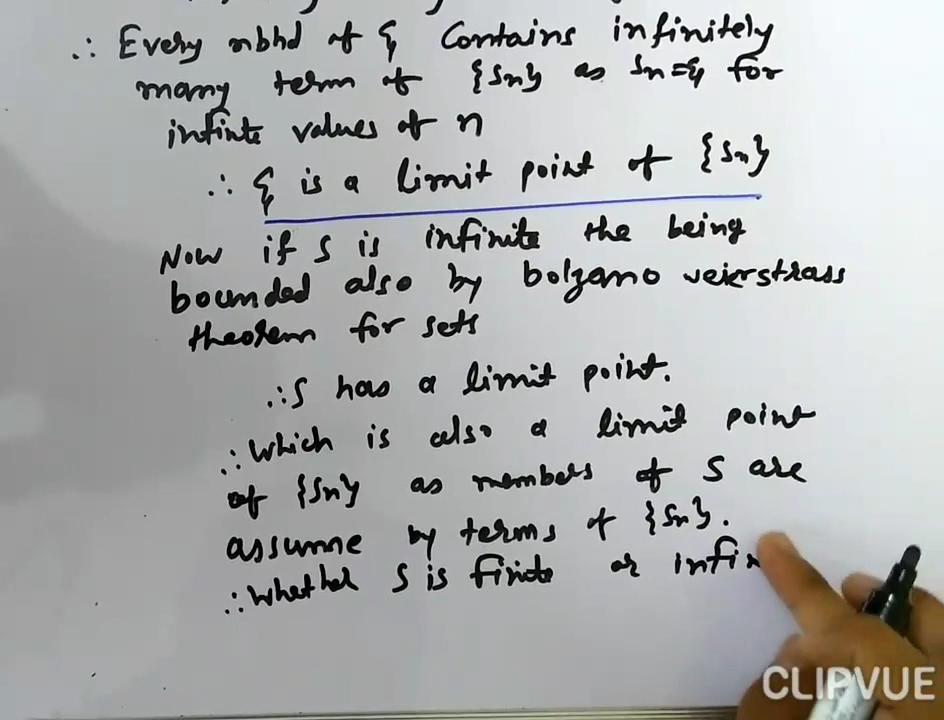 ∴ Every nbhd of ξ Contains infinitely
many term of {Sn} as Sn=ξ for
infinite values of n
∴ ξ is a limit point of {Sn}
Now if S is infinite the being
bounded also by bolzano veierstrass
theorem for sets
∴ S has a limit point.
∴ which is also a limit point
of {Sn} as members of S are
assume by terms of {Sn}.
∴ whether S is finite or infin
CLIPVUE